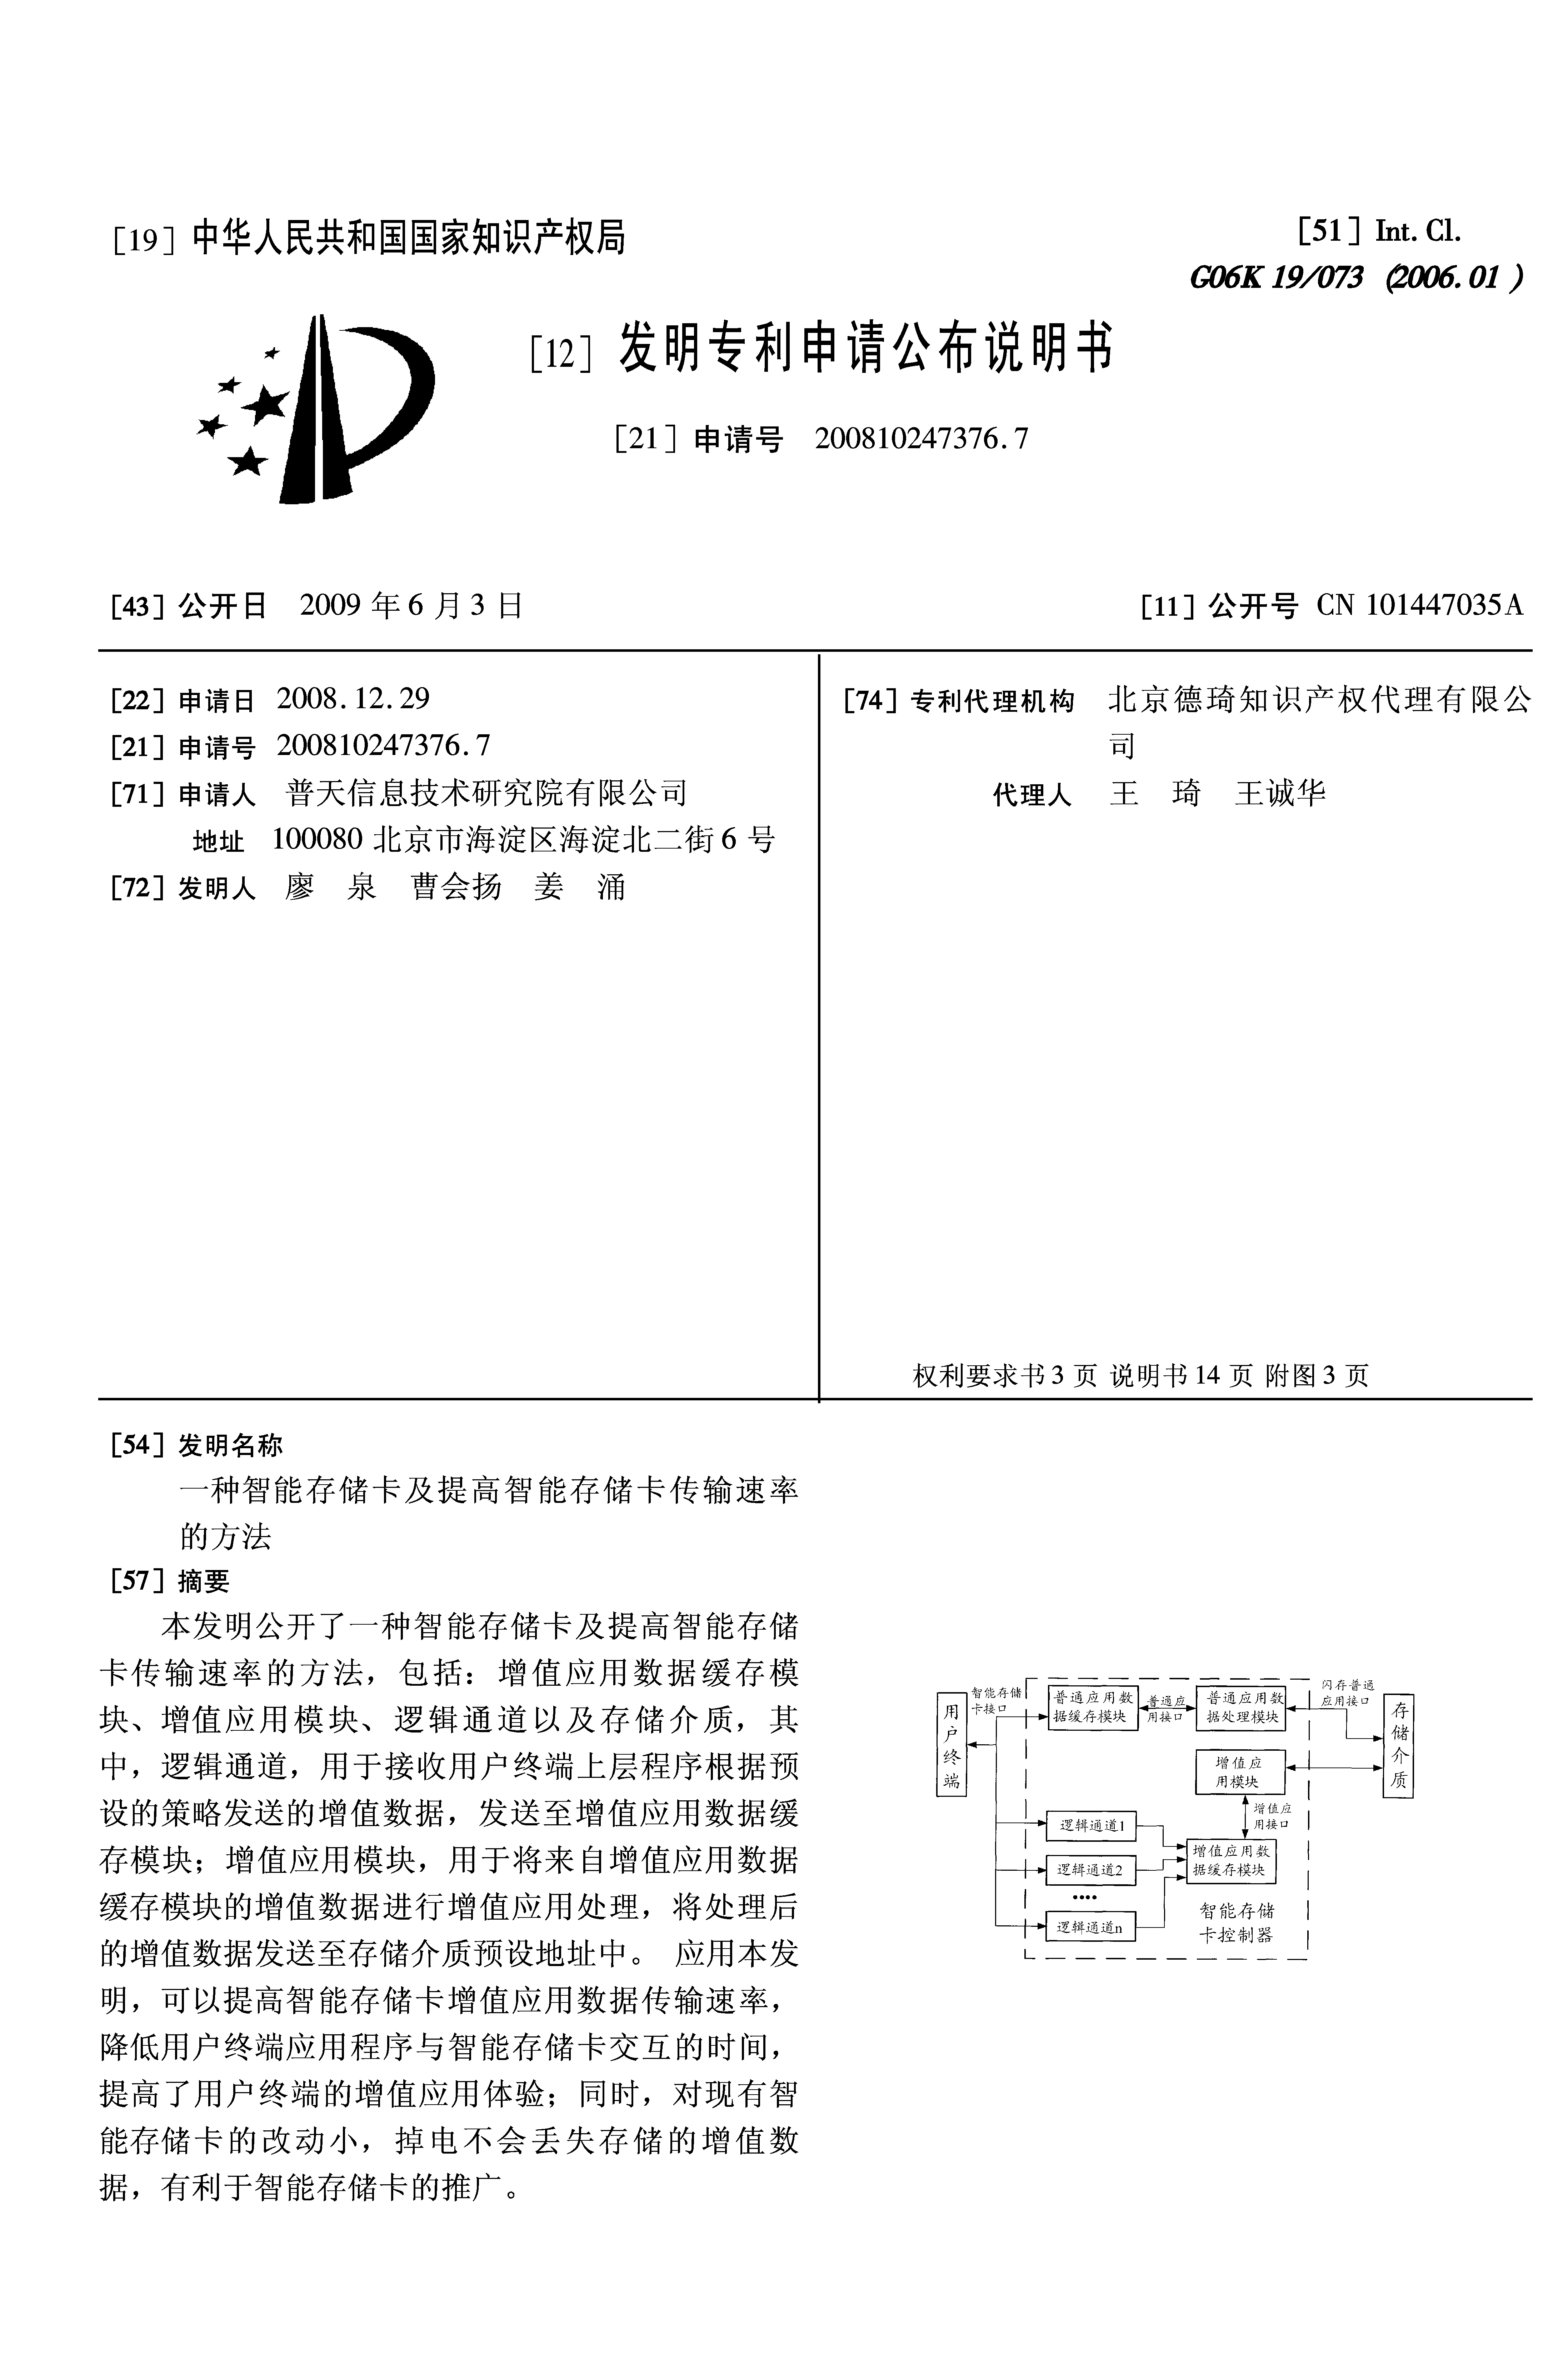 [19] 中华人民共和国国家知识产权局
[51] Int. Cl.
G06K 19/073 (2006.01)
[12] 发明专利申请公布说明书
[21] 申请号 200810247376.7
[43] 公开日 2009 年 6 月 3 日
[11] 公开号 CN 101447035A
[22] 申请日 2008.12.29
[21] 申请号 200810247376.7
[71] 申请人 普天信息技术研究院有限公司
地址 100080 北京市海淀区海淀北二街 6 号
[72] 发明人 廖 泉 曹会扬 姜 涌
[74] 专利代理机构 北京德琦知识产权代理有限公
司
代理人 王 琦 王诚华
权利要求书 3 页 说明书 14 页 附图 3 页
[54] 发明名称
一种智能存储卡及提高智能存储卡传输速率
的方法
[57] 摘要
本发明公开了一种智能存储卡及提高智能存储
卡传输速率的方法，包括：增值应用数据缓存模
块、增值应用模块、逻辑通道以及存储介质，其
中，逻辑通道，用于接收用户终端上层程序根据预
设的策略发送的增值数据，发送至增值应用数据缓
存模块；增值应用模块，用于将来自增值应用数据
缓存模块的增值数据进行增值应用处理，将处理后
的增值数据发送至存储介质预设地址中。 应用本发
明，可以提高智能存储卡增值应用数据传输速率，
降低用户终端应用程序与智能存储卡交互的时间，
提高了用户终端的增值应用体验；同时，对现有智
能存储卡的改动小，掉电不会丢失存储的增值数
据，有利于智能存储卡的推广。
用户终端
智能存储
卡接口
普通应用数
据缓存模块
普通应
用接口
普通应用数
据处理模块
闪存普通
应用接口
存储介质
增值应
用模块
增值应
用接口
逻辑通道1
逻辑通道2
····
逻辑通道n
增值应用数
据缓存模块
智能存储
卡控制器